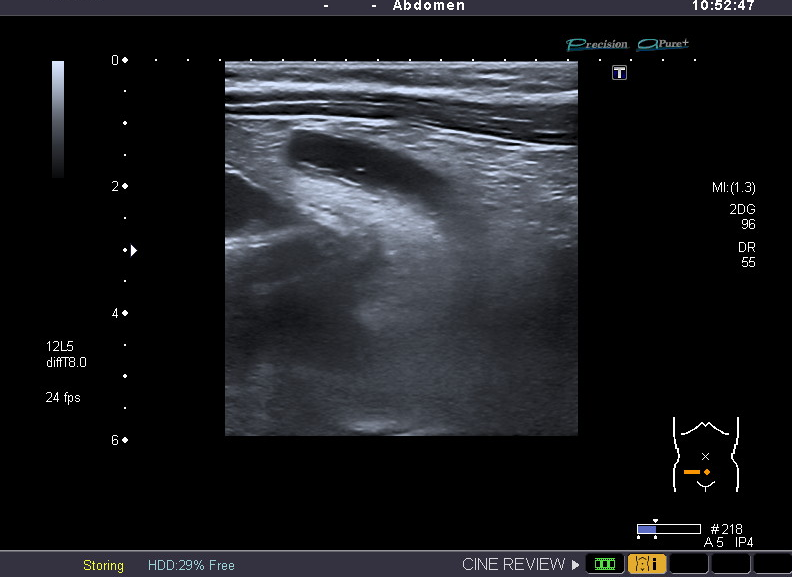 - - Abdomen 10:52:47
Precision APure+
T
0
2
4
6
MI:(1.3)
2DG
96
DR
55
12L5
diffT8.0
24 fps
#218
A 5 IP4
Storing HDD:29% Free CINE REVIEW
i